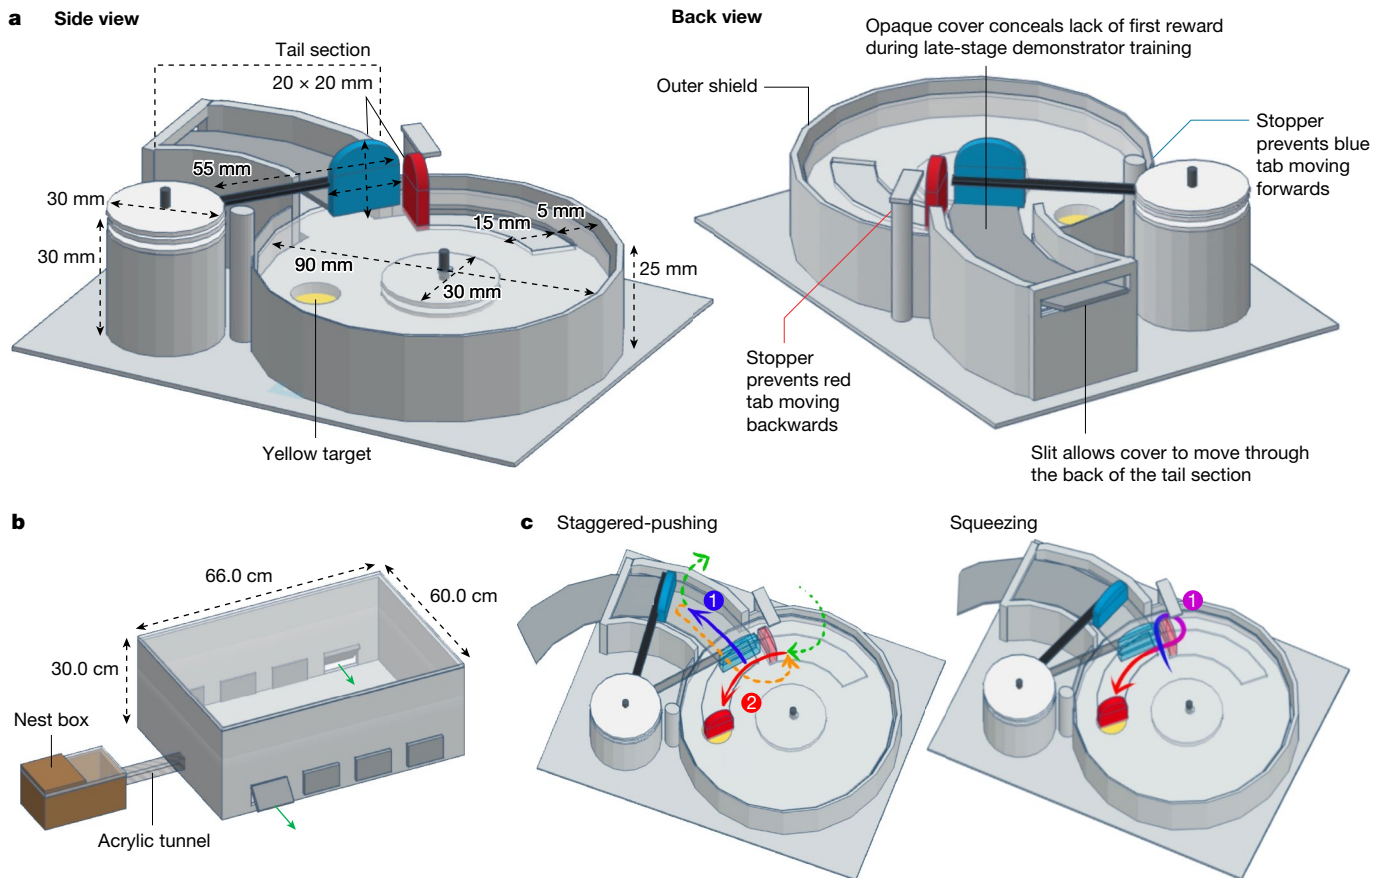 a Side view
Tail section
20 × 20 mm
55 mm
30 mm
30 mm
15 mm
5 mm
90 mm
30 mm
25 mm
Yellow target
Back view
Opaque cover conceals lack of first reward
during late-stage demonstrator training
Outer shield
Stopper
prevents blue
tab moving
forwards
Stopper
prevents red
tab moving
backwards
Slit allows cover to move through
the back of the tail section
b
66.0 cm
60.0 cm
30.0 cm
Nest box
Acrylic tunnel
c Staggered-pushing
1
2
Squeezing
1